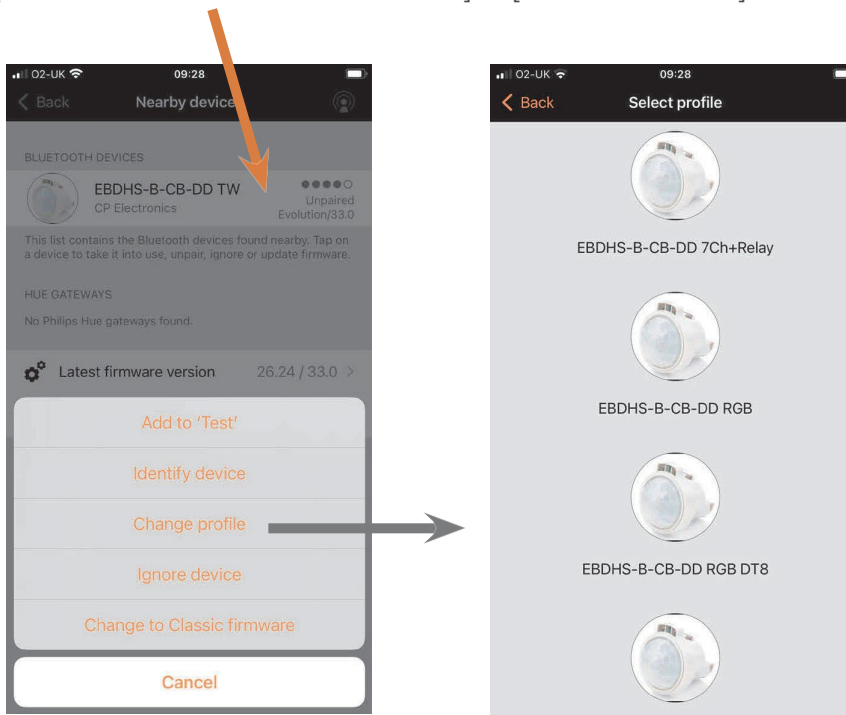 O2-UK
09:28
Back
Nearby device
BLUETOOTH DEVICES
EBDHS-B-CB-DD TW
CP Electronics
Unpaired
Evolution/33.0
This list contains the Bluetooth devices found nearby. Tap on
a device to take it into use, unpair, ignore or update firmware.
HUE GATEWAYS
No Philips Hue gateways found.
Latest firmware version 26.24 / 33.0 >
Add to 'Test'
Identify device
Change profile
Ignore device
Change to Classic firmware
Cancel
O2-UK
09:28
Back
Select profile
EBDHS-B-CB-DD 7Ch+Relay
EBDHS-B-CB-DD RGB
EBDHS-B-CB-DD RGB DT8